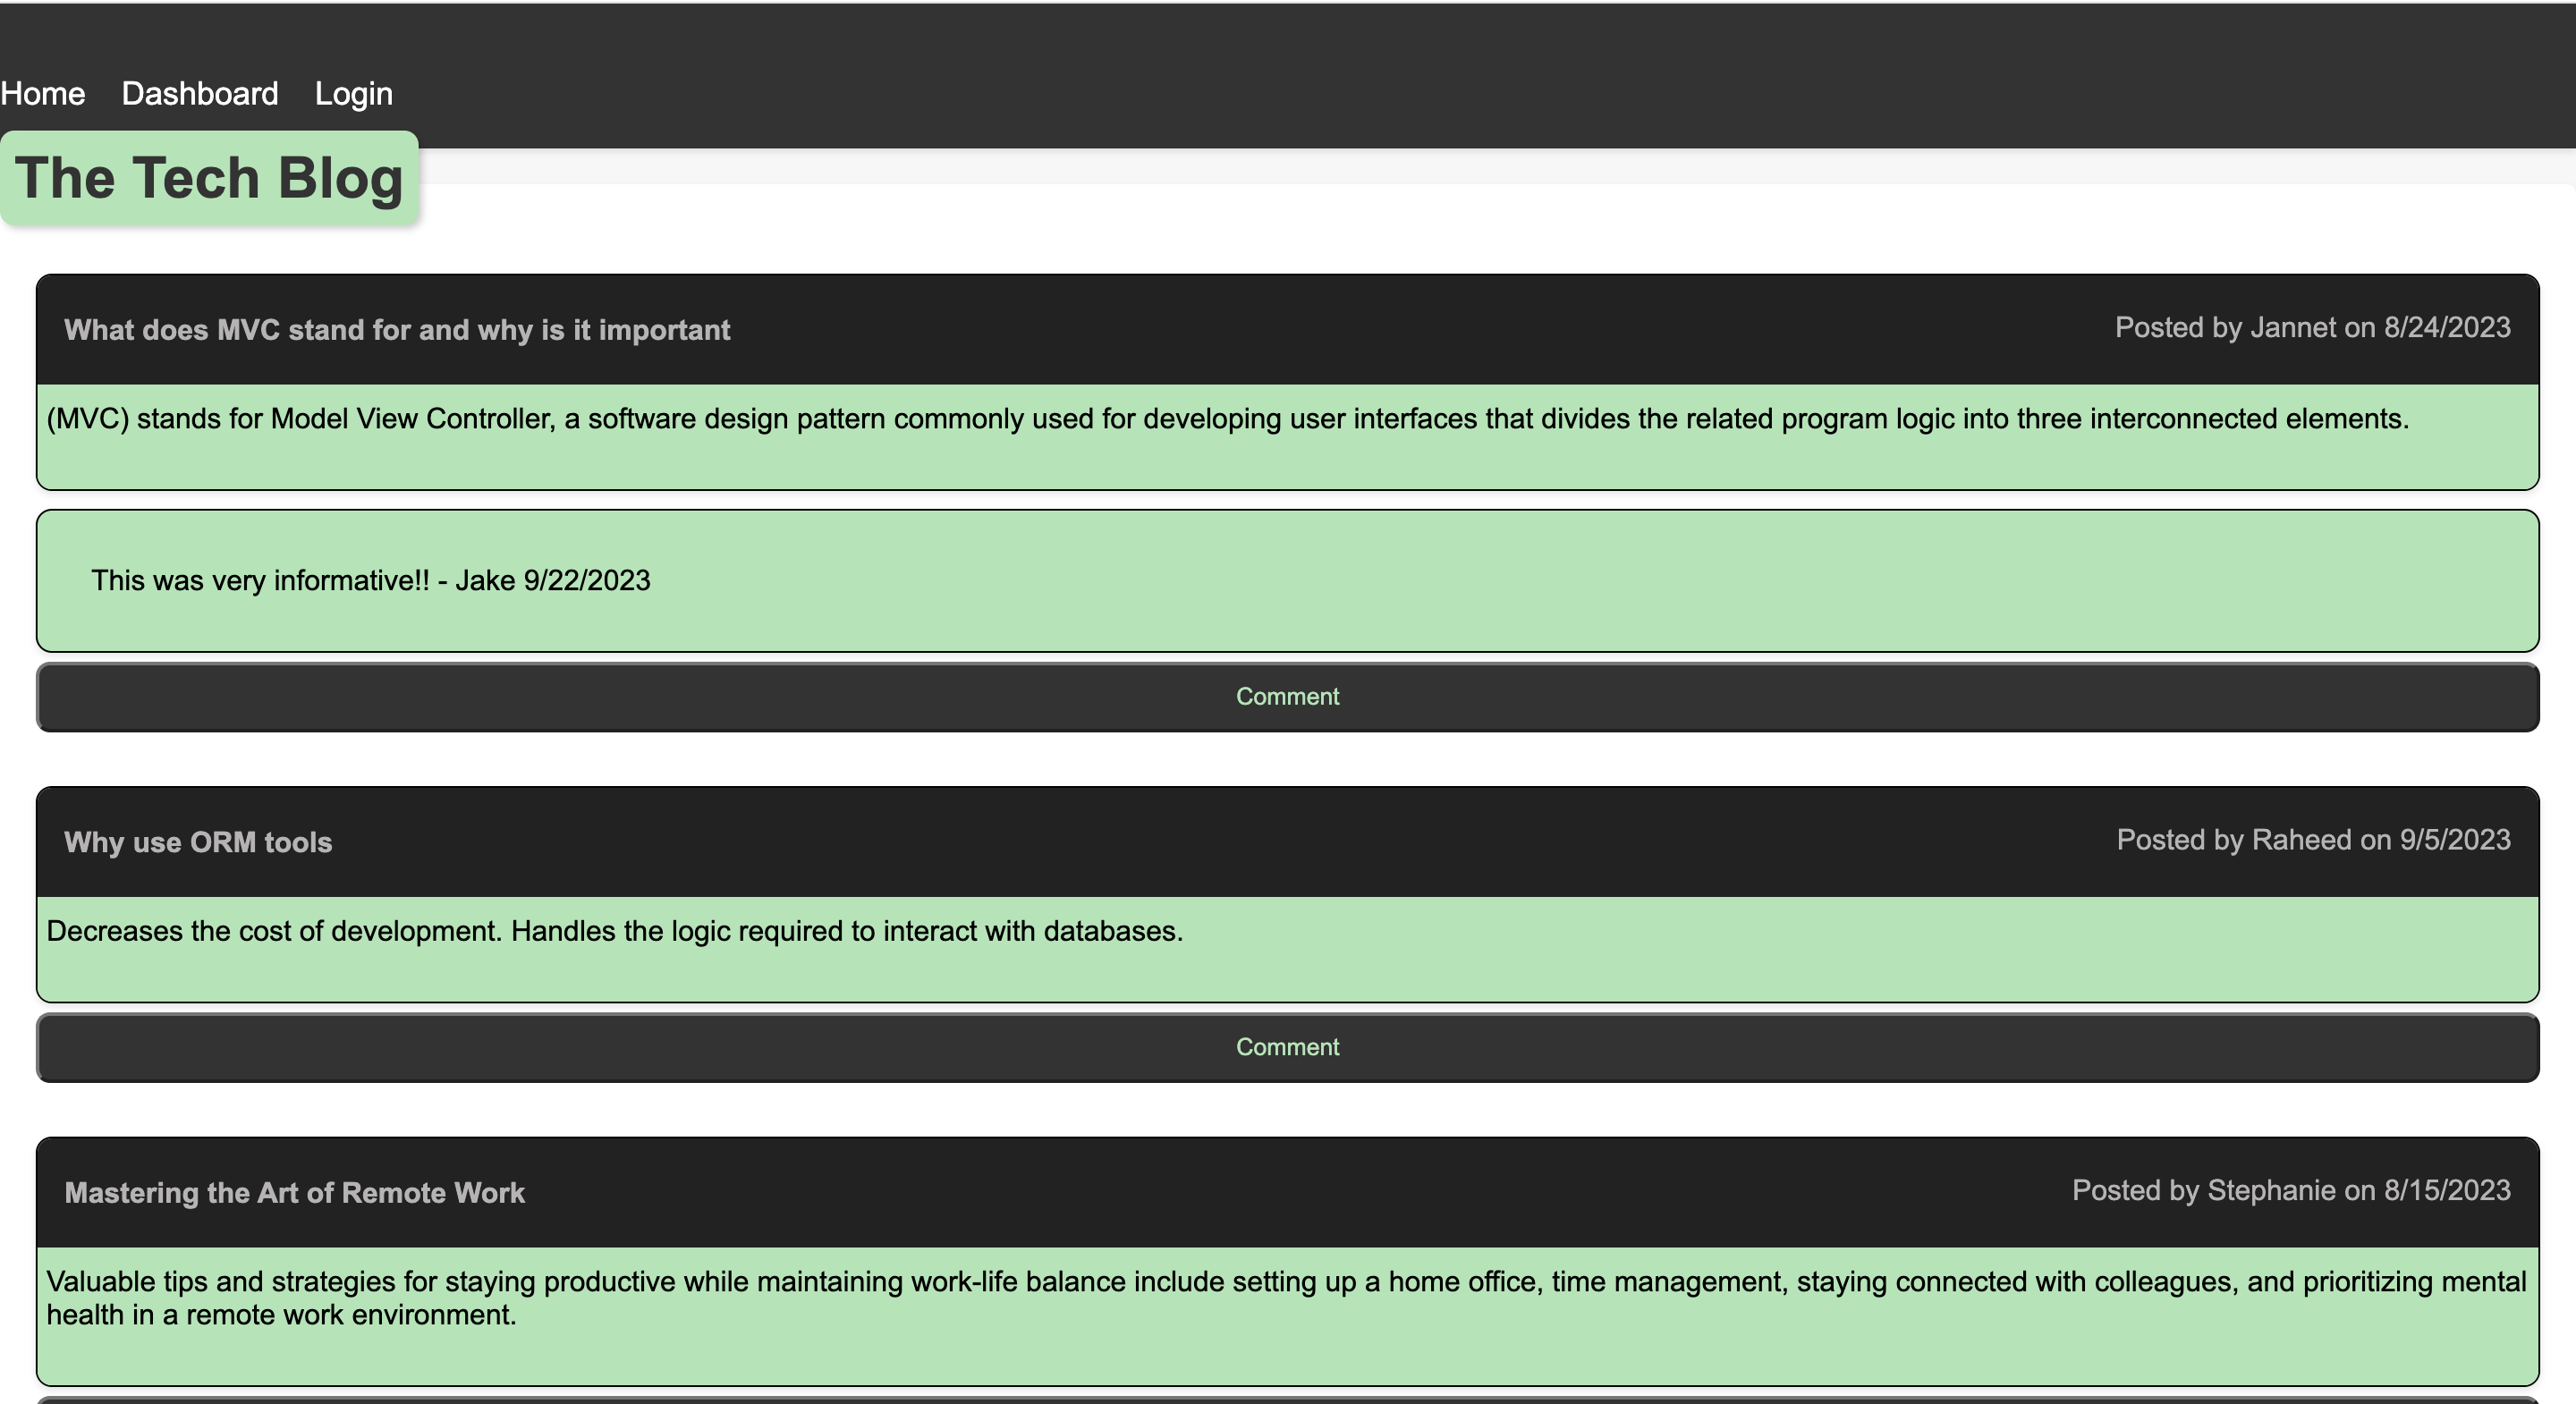 Home Dashboard Login
The Tech Blog
What does MVC stand for and why is it important
Posted by Jannet on 8/24/2023
(MVC) stands for Model View Controller, a software design pattern commonly used for developing user interfaces that divides the related program logic into three interconnected elements.
This was very informative!! - Jake 9/22/2023
Comment
Why use ORM tools
Posted by Raheed on 9/5/2023
Decreases the cost of development. Handles the logic required to interact with databases.
Comment
Mastering the Art of Remote Work
Posted by Stephanie on 8/15/2023
Valuable tips and strategies for staying productive while maintaining work-life balance include setting up a home office, time management, staying connected with colleagues, and prioritizing mental
health in a remote work environment.